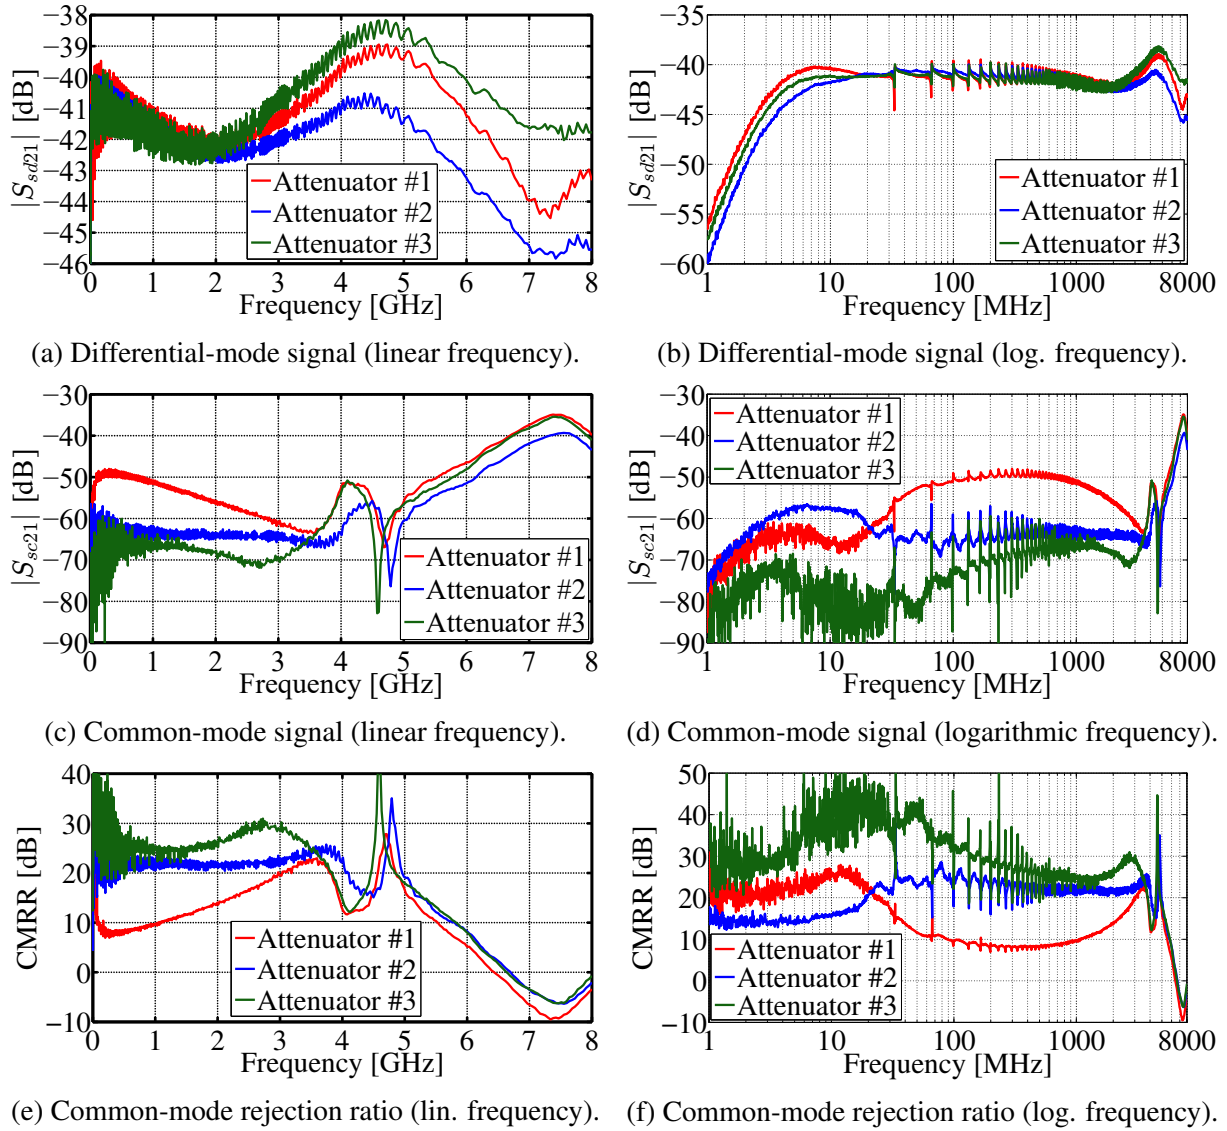 −38
−39
−40
−41
−42
−43
−44
−45
−46
|S_sd21| [dB]
Attenuator #1
Attenuator #2
Attenuator #3
0 1 2 3 4 5 6 7 8
Frequency [GHz]
(a) Differential-mode signal (linear frequency).
−35
−40
−45
−50
−55
−60
|S_sd21| [dB]
Attenuator #1
Attenuator #2
Attenuator #3
1 10 100 1000 8000
Frequency [MHz]
(b) Differential-mode signal (log. frequency).
−30
−40
−50
−60
−70
−80
−90
|S_sc21| [dB]
Attenuator #1
Attenuator #2
Attenuator #3
0 1 2 3 4 5 6 7 8
Frequency [GHz]
(c) Common-mode signal (linear frequency).
−30
−40
−50
−60
−70
−80
−90
|S_sc21| [dB]
Attenuator #1
Attenuator #2
Attenuator #3
1 10 100 1000 8000
Frequency [MHz]
(d) Common-mode signal (logarithmic frequency).
40
30
20
10
0
−10
CMRR [dB]
Attenuator #1
Attenuator #2
Attenuator #3
0 1 2 3 4 5 6 7 8
Frequency [GHz]
(e) Common-mode rejection ratio (lin. frequency).
50
40
30
20
10
0
−10
CMRR [dB]
Attenuator #1
Attenuator #2
Attenuator #3
1 10 100 1000 8000
Frequency [MHz]
(f) Common-mode rejection ratio (log. frequency).